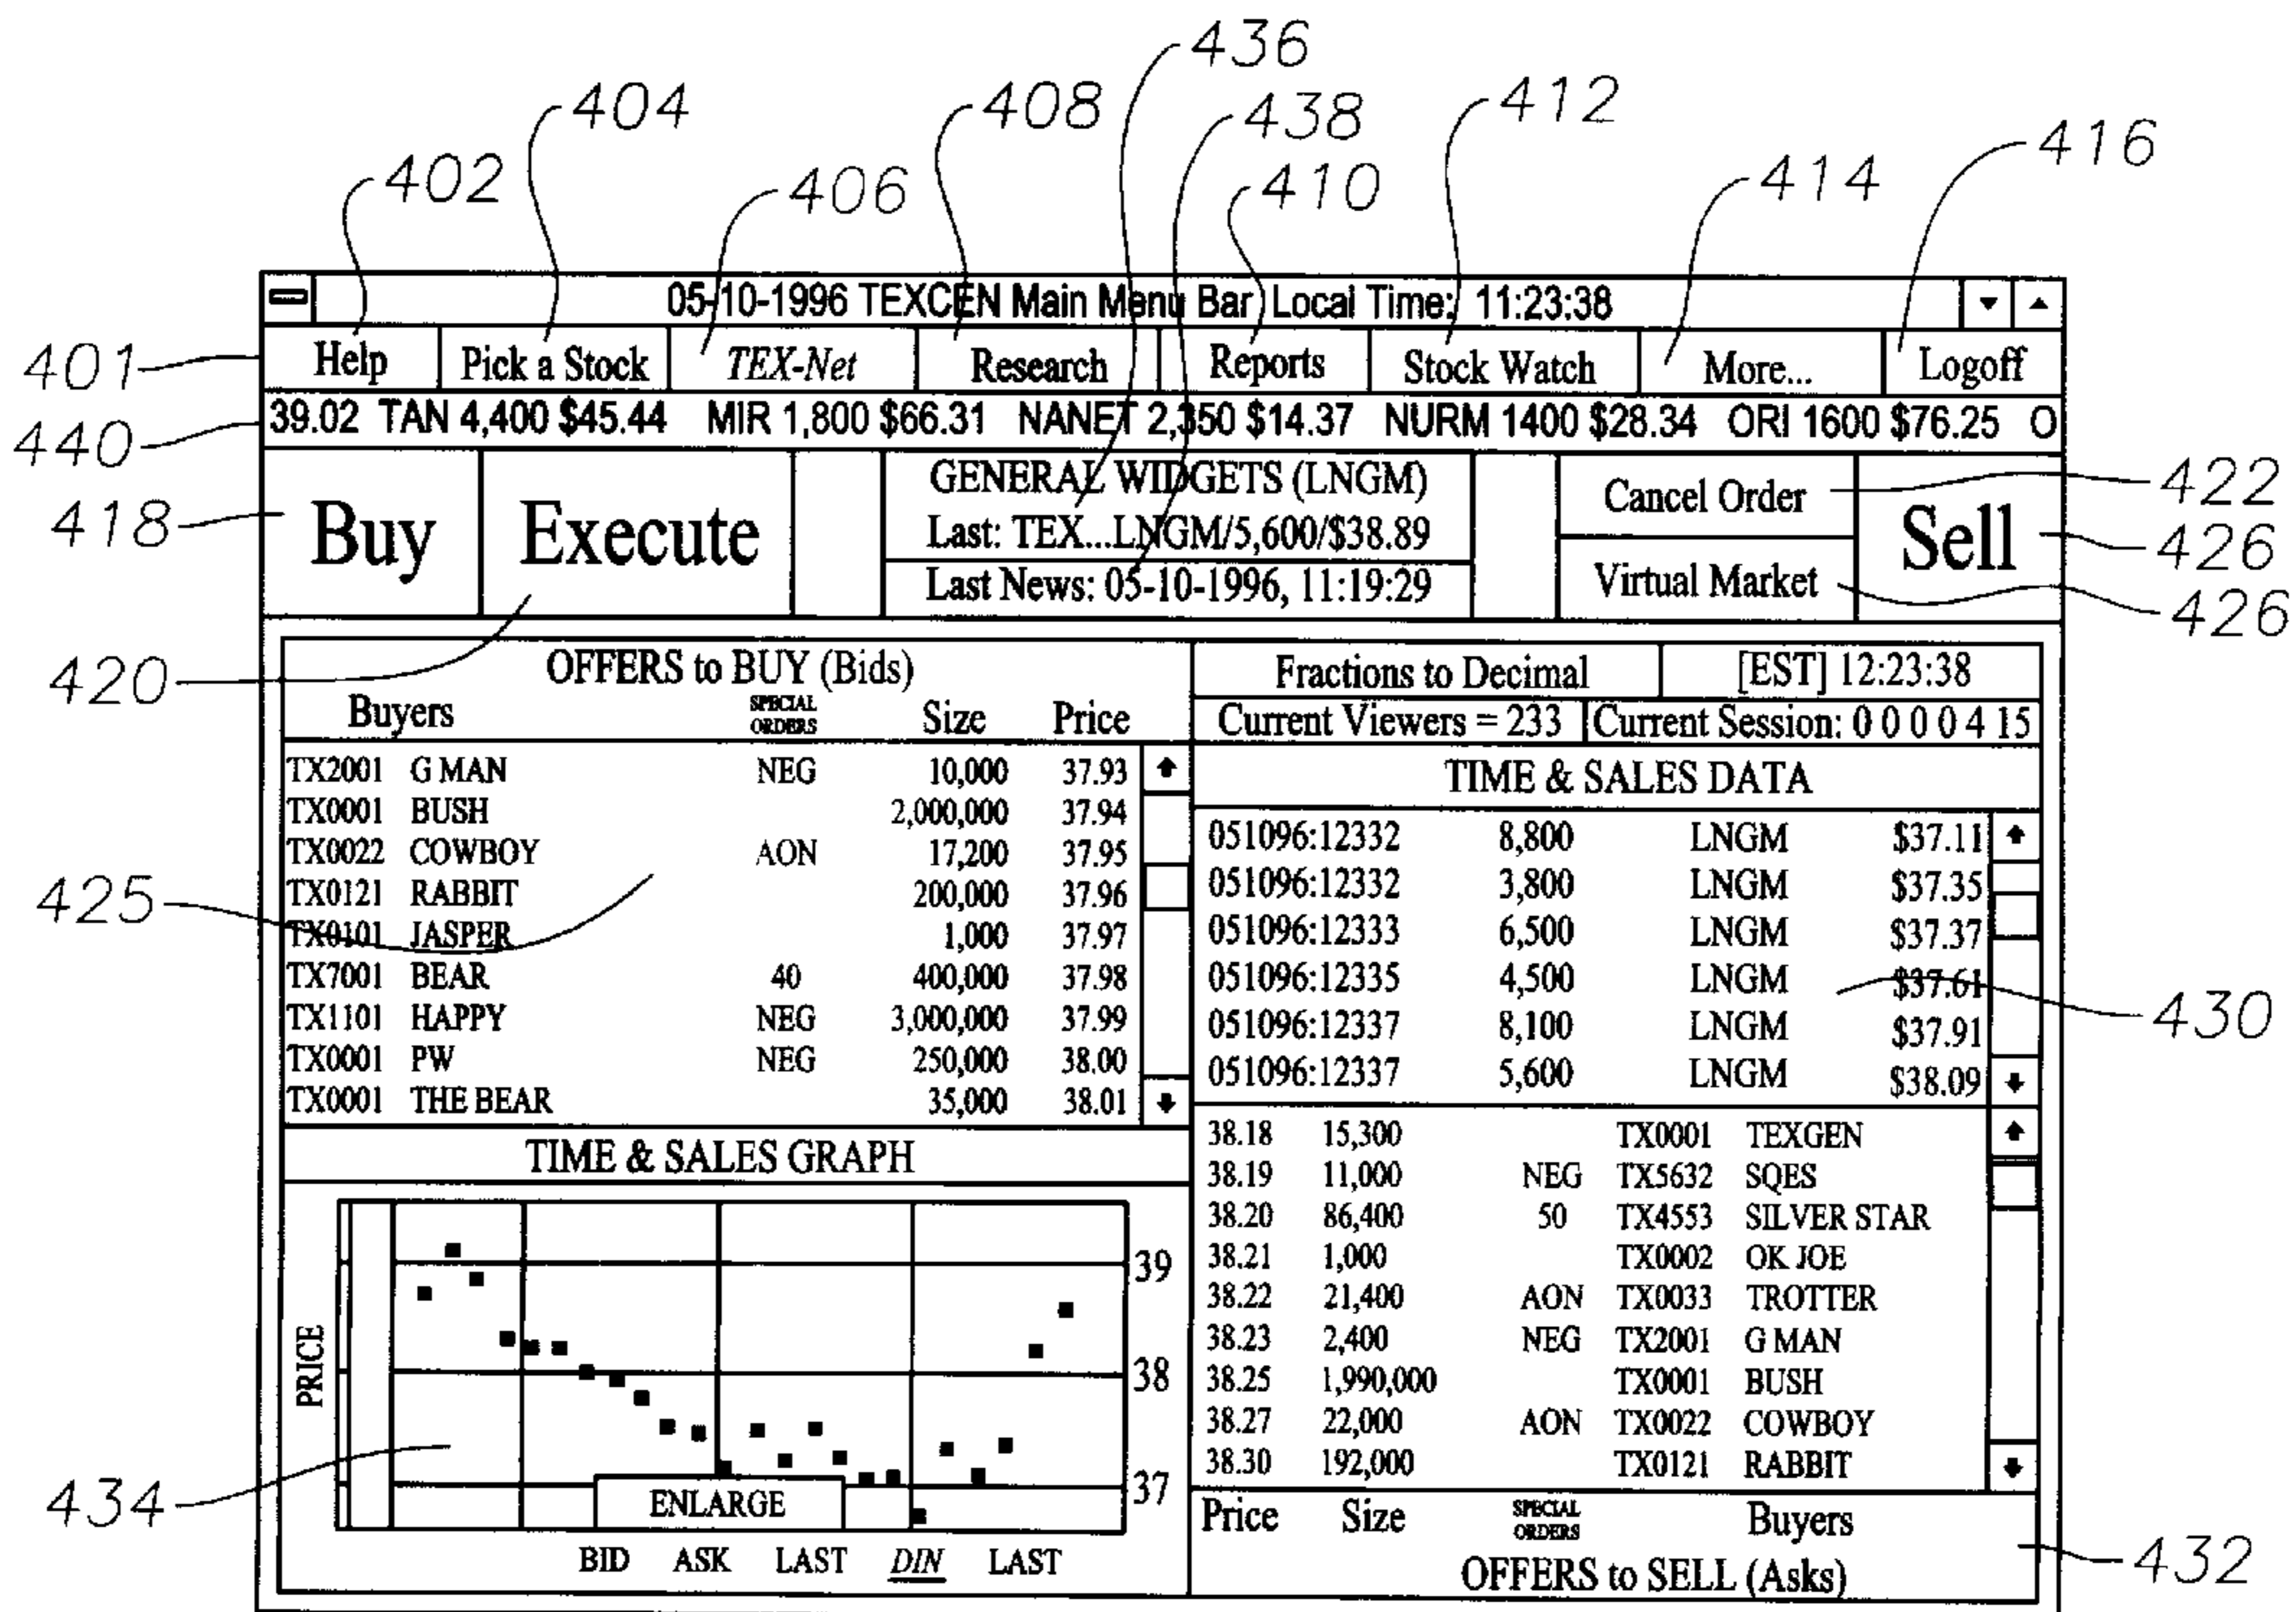 436
404
408
438
412
402
406
410
414
416
05-10-1996 TEXCEN Main Menu Bar Local Time: 11:23:38
401
Help Pick a Stock TEX-Net Research Reports Stock Watch More... Logoff
440
39.02 TAN 4,400 $45.44 MIR 1,800 $66.31 NANET 2,350 $14.37 NURM 1400 $28.34 ORI 1600 $76.25 O
418
Buy Execute
GENERAL WIDGETS (LNGM)
Last: TEX...LNGM/5,600/$38.89
Last News: 05-10-1996, 11:19:29
Cancel Order
Virtual Market
Sell
422
426
426
420
OFFERS to BUY (Bids)
Buyers SPECIAL ORDERS Size Price
TX2001 G MAN NEG 10,000 37.93
TX0001 BUSH 2,000,000 37.94
TX0022 COWBOY AON 17,200 37.95
TX0121 RABBIT 200,000 37.96
TX0101 JASPER 1,000 37.97
TX7001 BEAR 40 400,000 37.98
TX1101 HAPPY NEG 3,000,000 37.99
TX0001 PW NEG 250,000 38.00
TX0001 THE BEAR 35,000 38.01
425
Fractions to Decimal [EST] 12:23:38
Current Viewers = 233 Current Session: 0 0 0 0 4 15
TIME & SALES DATA
051096:12332 8,800 LNGM $37.11
051096:12332 3,800 LNGM $37.35
051096:12333 6,500 LNGM $37.37
051096:12335 4,500 LNGM $37.61
051096:12337 8,100 LNGM $37.91
051096:12337 5,600 LNGM $38.09
430
TIME & SALES GRAPH
PRICE
39
38
37
ENLARGE
BID ASK LAST DIN LAST
434
38.18 15,300 TX0001 TEXGEN
38.19 11,000 NEG TX5632 SQES
38.20 86,400 50 TX4553 SILVER STAR
38.21 1,000 TX0002 OK JOE
38.22 21,400 AON TX0033 TROTTER
38.23 2,400 NEG TX2001 G MAN
38.25 1,990,000 TX0001 BUSH
38.27 22,000 AON TX0022 COWBOY
38.30 192,000 TX0121 RABBIT
Price Size SPECIAL ORDERS Buyers
OFFERS to SELL (Asks)
432